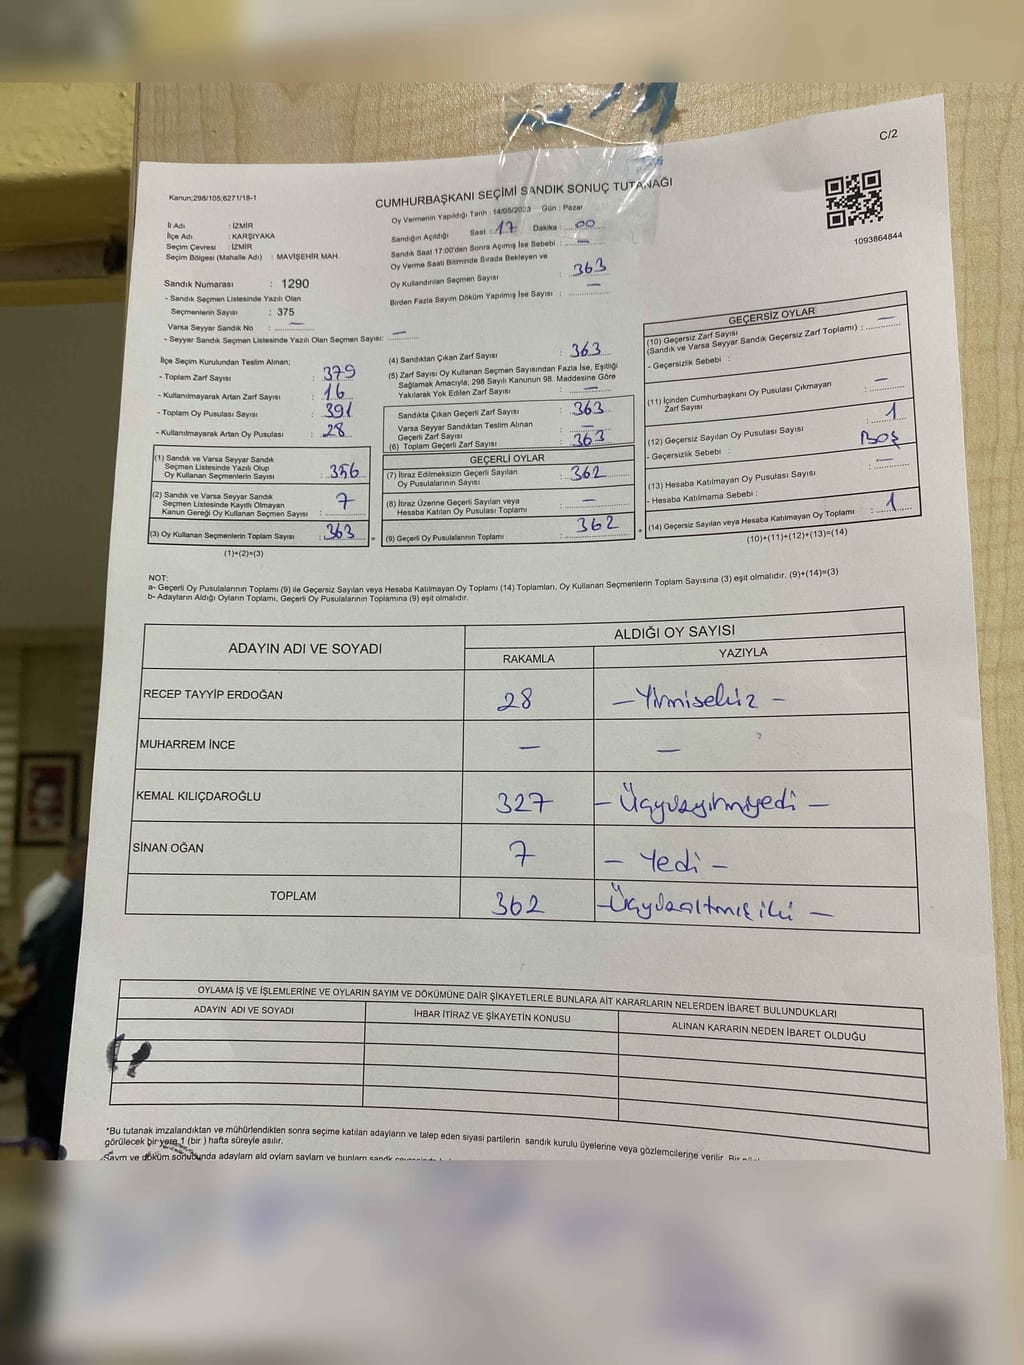 C/2
Kanun;298/105;6271/18-1
CUMHURBAŞKANI SEÇİMİ SANDIK SONUÇ TUTANAĞI
Oy Vermenin Yapıldığı Tarih : 14/05/2023 Gün : Pazar
İl Adı : İZMİR
İlçe Adı : KARŞIYAKA
Seçim Çevresi : İZMİR
Seçim Bölgesi (Mahalle Adı) : MAVİŞEHİR MAH.
Sandığın Açıldığı Saat : 17 Dakika : 00
Sandık Saat 17:00'den Sonra Açımış İse Sebebi : —
Oy Verme Saati Bitiminde Sırada Bekleyen ve
Oy Kullandırılan Seçmen Sayısı : 363
Birden Fazla Sayım Döküm Yapılmış İse Sayısı : —
1093864844
Sandık Numarası : 1290
- Sandık Seçmen Listesinde Yazılı Olan
Seçmenlerin Sayısı : 375
Varsa Seyyar Sandık No : —
- Seyyar Sandık Seçmen Listesinde Yazılı Olan Seçmen Sayısı: —
İlçe Seçim Kurulundan Teslim Alınan;
- Toplam Zarf Sayısı : 379
- Kullanılmayarak Artan Zarf Sayısı : 16
- Toplam Oy Pusulası Sayısı : 391
- Kullanılmayarak Artan Oy Pusulası : 28
(1) Sandık ve Varsa Seyyar Sandık
Seçmen Listesinde Yazılı Olup
Oy Kullanan Seçmenlerin Sayısı : 356
(2) Sandık ve Varsa Seyyar Sandık
Seçmen Listesinde Kayıtlı Olmayan
Kanun Gereği Oy Kullanan Seçmen Sayısı : 7
(3) Oy Kullanan Seçmenlerin Toplam Sayısı : 363
(1)+(2)=(3)
(4) Sandıktan Çıkan Zarf Sayısı : 363
(5) Zarf Sayısı Oy Kullanan Seçmen Sayısından Fazla İse, Eşitliği
Sağlamak Amacıyla; 298 Sayılı Kanunun 98. Maddesine Göre
Yakılarak Yok Edilen Zarf Sayısı : —
Sandıkta Çıkan Geçerli Zarf Sayısı : 363
Varsa Seyyar Sandıktan Teslim Alınan
Geçerli Zarf Sayısı : —
(6) Toplam Geçerli Zarf Sayısı : 363
GEÇERLİ OYLAR
(7) İtiraz Edilmeksizin Geçerli Sayılan
Oy Pusulalarının Sayısı : 362
(8) İtiraz Üzerine Geçerli Sayılan veya
Hesaba Katılan Oy Pusulası Toplamı : —
(9) Geçerli Oy Pusulalarının Toplamı : 362
GEÇERSİZ OYLAR
(10) Geçersiz Zarf Sayısı
(Sandık ve Varsa Seyyar Sandık Geçersiz Zarf Toplamı) : —
- Geçersizlik Sebebi :
(11) İçinden Cumhurbaşkanı Oy Pusulası Çıkmayan
Zarf Sayısı : —
(12) Geçersiz Sayılan Oy Pusulası Sayısı : 1
- Geçersizlik Sebebi : BOŞ
(13) Hesaba Katılmayan Oy Pusulası Sayısı : —
- Hesaba Katılmama Sebebi :
(14) Geçersiz Sayılan veya Hesaba Katılmayan Oy Toplamı : 1
(10)+(11)+(12)+(13)=(14)
NOT:
a- Geçerli Oy Pusulalarının Toplamı (9) ile Geçersiz Sayılan veya Hesaba Katılmayan Oy Toplamı (14) Toplamları, Oy Kullanan Seçmenlerin Toplam Sayısına (3) eşit olmalıdır. (9)+(14)=(3)
b- Adayların Aldığı Oyların Toplamı, Geçerli Oy Pusulalarının Toplamına (9) eşit olmalıdır.
ADAYIN ADI VE SOYADI
ALDIĞI OY SAYISI
RAKAMLA YAZIYLA
RECEP TAYYİP ERDOĞAN 28 — Yirmisekiz —
MUHARREM İNCE — —
KEMAL KILIÇDAROĞLU 327 — Üçyüzyirmiyedi —
SİNAN OĞAN 7 — Yedi —
TOPLAM 362 — Üçyüzaltmışiki —
OYLAMA İŞ VE İŞLEMLERİNE VE OYLARIN SAYIM VE DÖKÜMÜNE DAİR ŞİKAYETLERLE BUNLARA AİT KARARLARIN NELERDEN İBARET BULUNDUKLARI
ADAYIN ADI VE SOYADI İHBAR İTİRAZ VE ŞİKAYETİN KONUSU ALINAN KARARIN NEDEN İBARET OLDUĞU
*Bu tutanak imzalandıktan ve mühürlendikten sonra seçime katılan adayların ve talep eden siyasi partilerin sandık kurulu üyelerine veya gözlemcilerine verilir. Bir
görülecek bir yere 1 (bir ) hafta süreyle asılır.